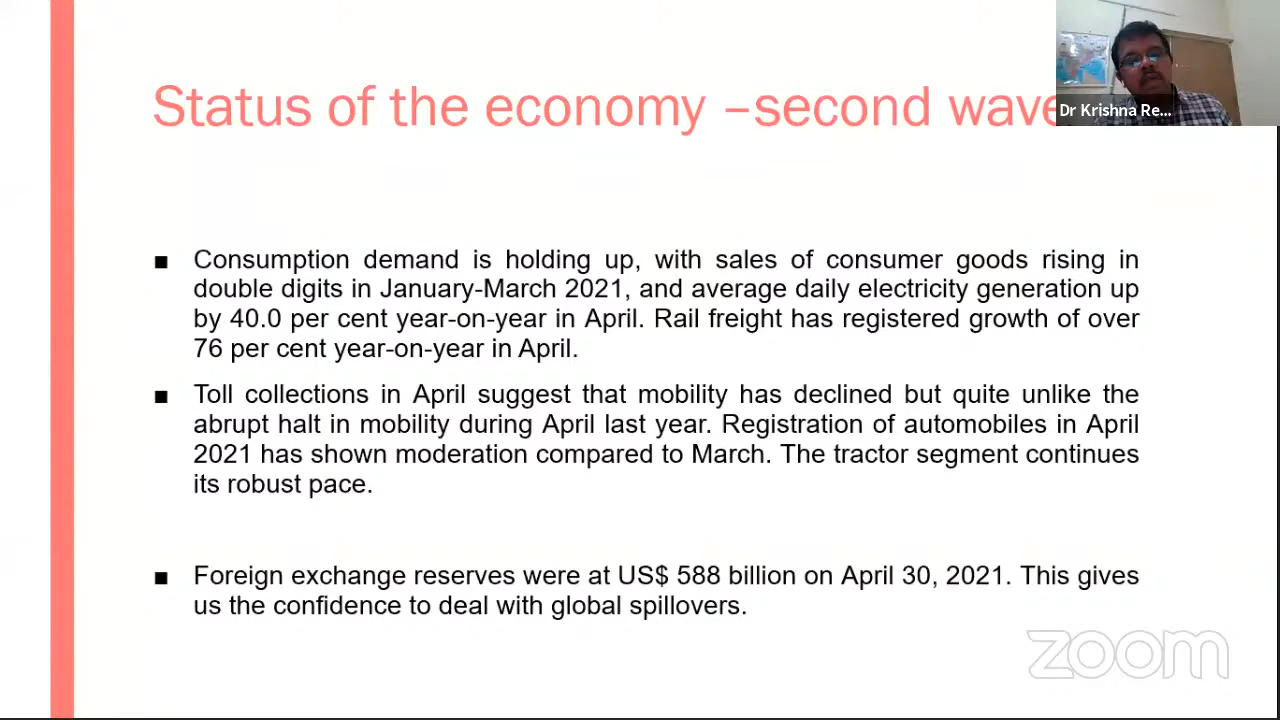 Status of the economy –second wave
Dr Krishna Re...
■ Consumption demand is holding up, with sales of consumer goods rising in
double digits in January-March 2021, and average daily electricity generation up
by 40.0 per cent year-on-year in April. Rail freight has registered growth of over
76 per cent year-on-year in April.
■ Toll collections in April suggest that mobility has declined but quite unlike the
abrupt halt in mobility during April last year. Registration of automobiles in April
2021 has shown moderation compared to March. The tractor segment continues
its robust pace.
■ Foreign exchange reserves were at US$ 588 billion on April 30, 2021. This gives
us the confidence to deal with global spillovers.
zoom